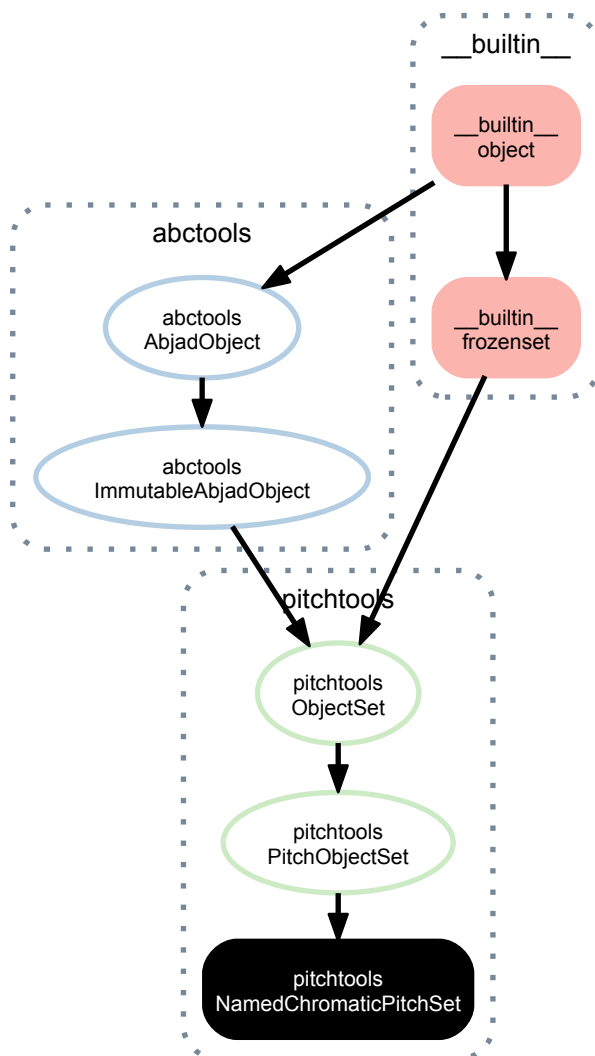 __builtin__
__builtin__
object
abctools
abctools
AbjadObject
__builtin__
frozenset
abctools
ImmutableAbjadObject
pitchtools
pitchtools
ObjectSet
pitchtools
PitchObjectSet
pitchtools
NamedChromaticPitchSet